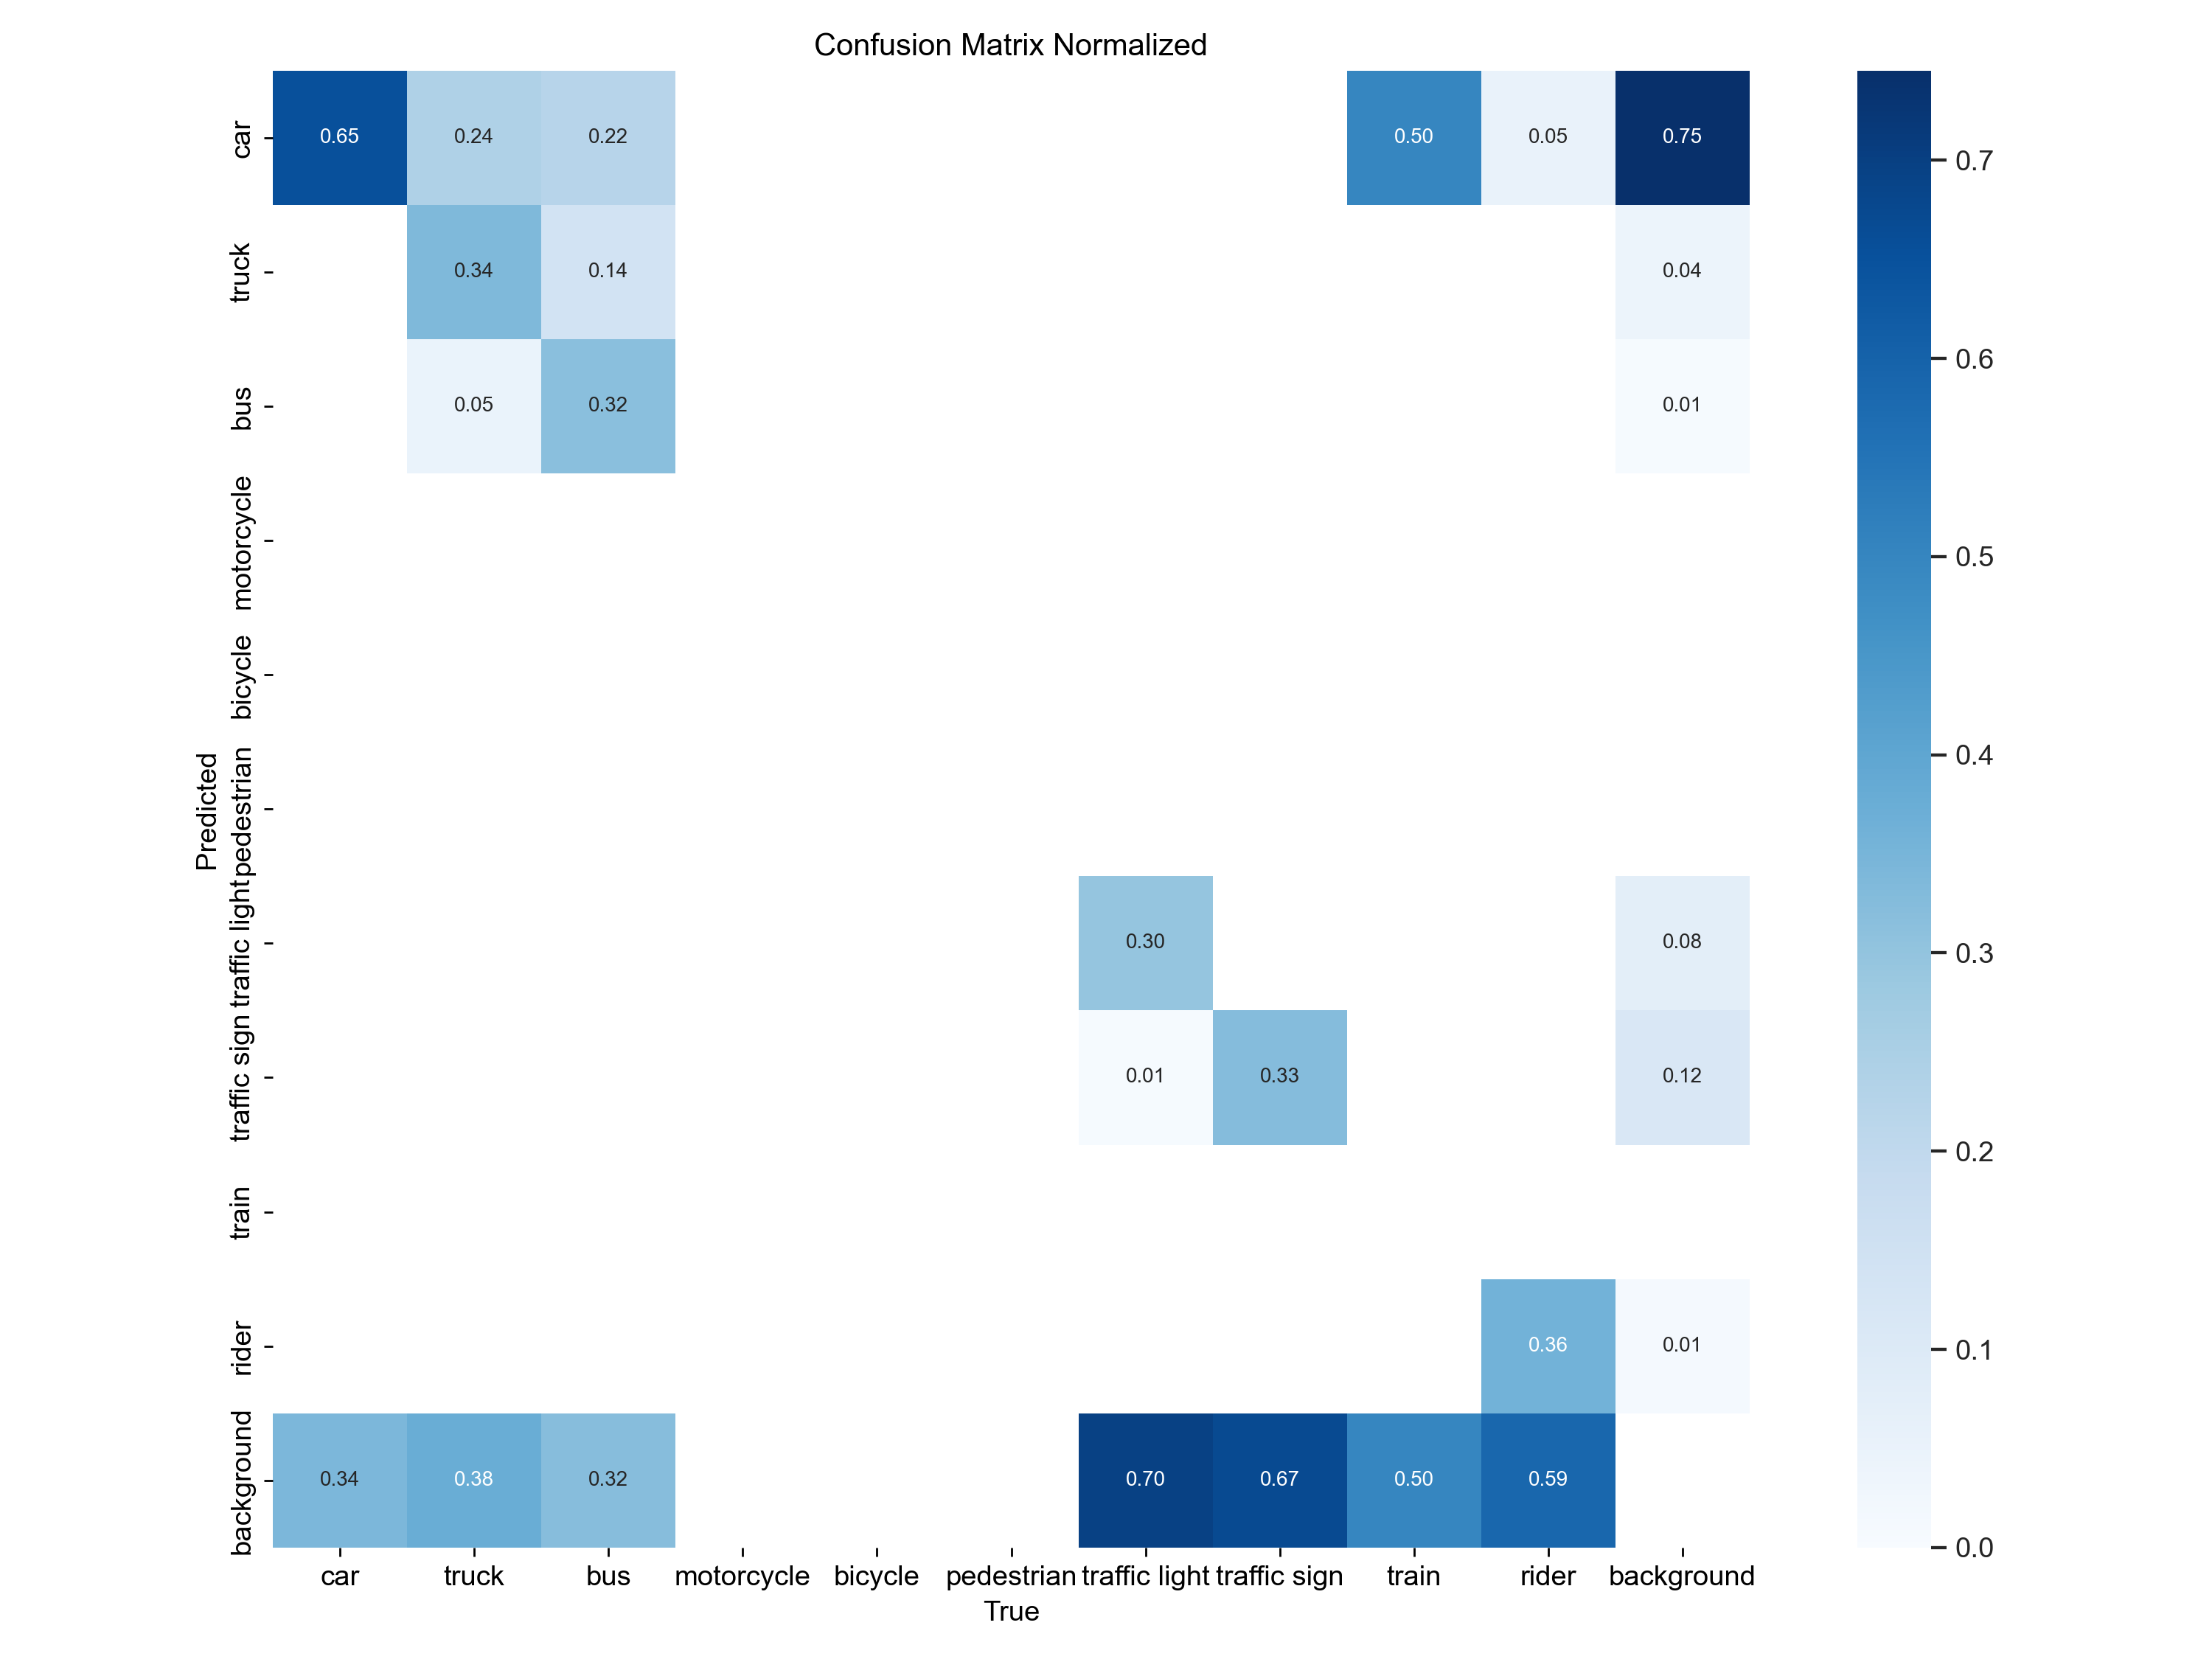 Confusion Matrix Normalized
car
0.65
0.24
0.22
0.50
0.05
0.75
truck
0.34
0.14
0.04
bus
0.05
0.32
0.01
motorcycle
bicycle
pedestrian
traffic light
0.30
0.08
traffic sign
0.01
0.33
0.12
train
rider
0.36
0.01
background
0.34
0.38
0.32
0.70
0.67
0.50
0.59
Predicted
car
truck
bus
motorcycle
bicycle
pedestrian
traffic light
traffic sign
train
rider
background
True
0.7
0.6
0.5
0.4
0.3
0.2
0.1
0.0